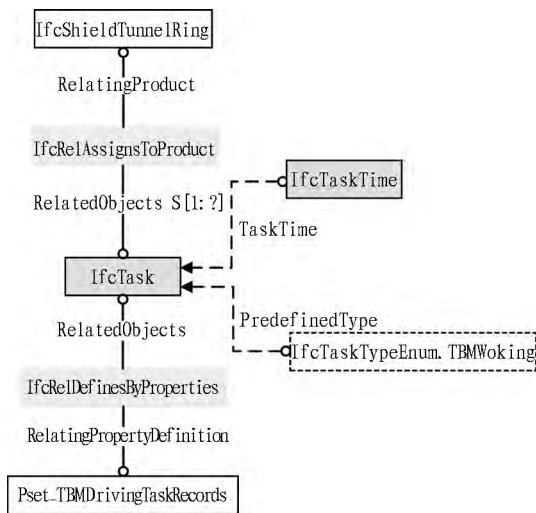 IfcShieldTunnelRing
RelatingProduct
IfcRelAssignsToProduct
IfcTaskTime
RelatedObjects S[1:?]
TaskTime
IfcTask
PredefinedType
RelatedObjects
IfcTaskTypeEnum.TBMWoking
IfcRelDefinesByProperties
RelatingPropertyDefinition
Pset_TBMDrivingTaskRecords